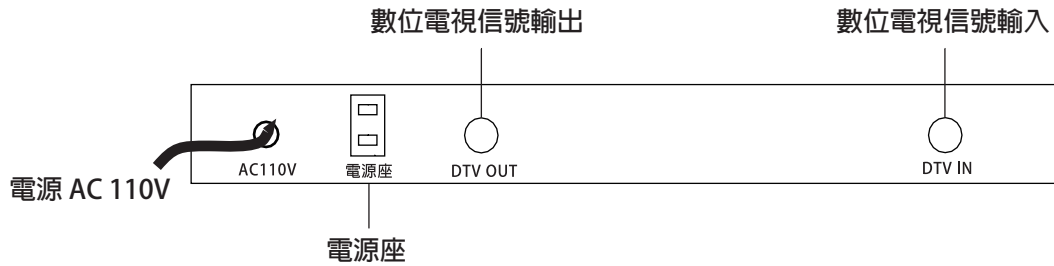 數位電視信號輸出
數位電視信號輸入
AC110V
電源座
DTV OUT
DTV IN
電源 AC 110V
電源座